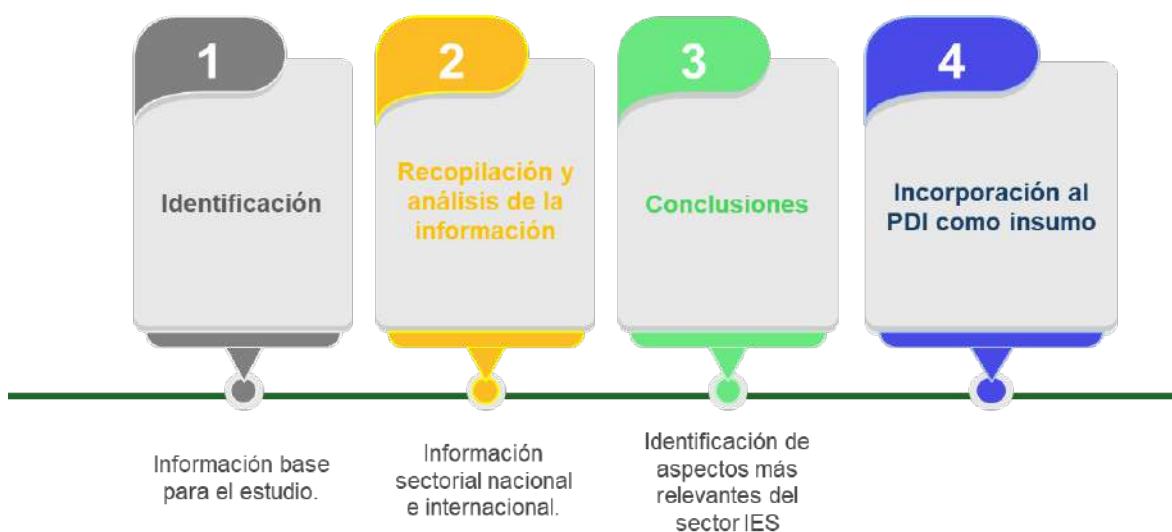 1
Identificación
Información base
para el estudio.
2
Recopilación y
análisis de la
información
Información
sectorial nacional
e internacional.
3
Conclusiones
Identificación de
aspectos más
relevantes del
sector IES
4
Incorporación al
PDI como insumo